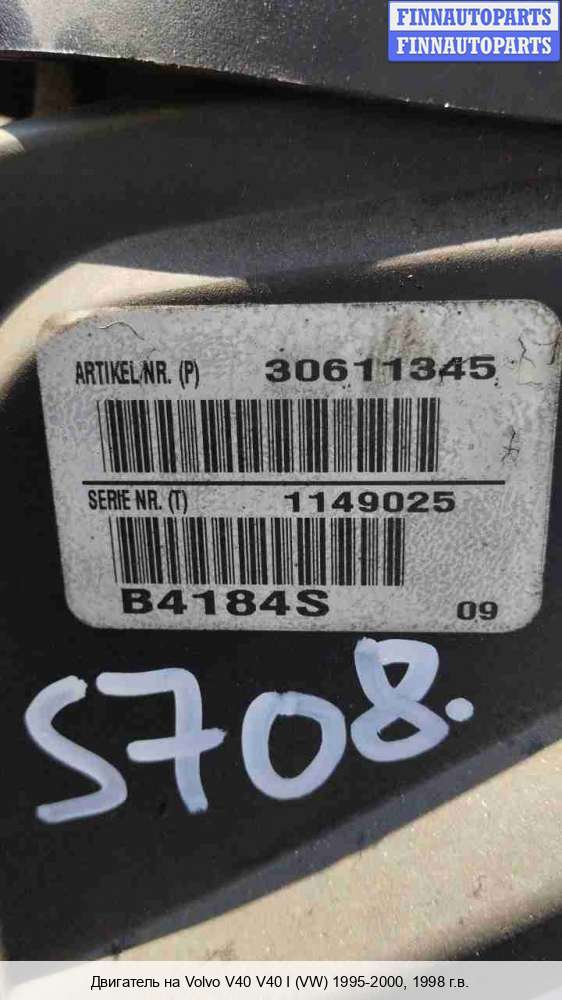 FINNAUTOPARTS
FINNAUTOPARTS
ARTIKEL NR. (P) 30611345
SERIE NR. (T) 1149025
B4184S 09
S708.
Двигатель на Volvo V40 V40 I (VW) 1995-2000, 1998 г.в.